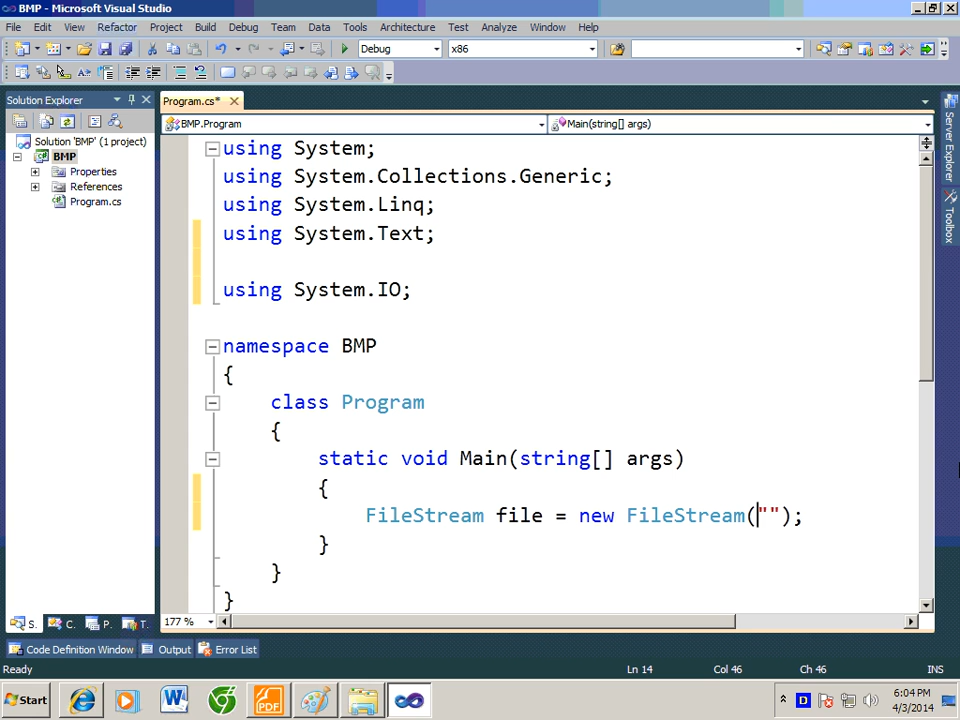 BMP - Microsoft Visual Studio
File Edit View Refactor Project Build Debug Team Data Tools Architecture Test Analyze Window Help
Debug x86
Solution Explorer
Program.cs*
BMP.Program
Main(string[] args)
Solution 'BMP' (1 project)
BMP
Properties
References
Program.cs
using System;
using System.Collections.Generic;
using System.Linq;
using System.Text;
using System.IO;
namespace BMP
{
class Program
{
static void Main(string[] args)
{
FileStream file = new FileStream("");
}
}
}
Server Explorer
Toolbox
S. C. P. T.
177 %
Code Definition Window Output Error List
Ready Ln 14 Col 46 Ch 46 INS
Start
PDF
D
6:04 PM
4/3/2014